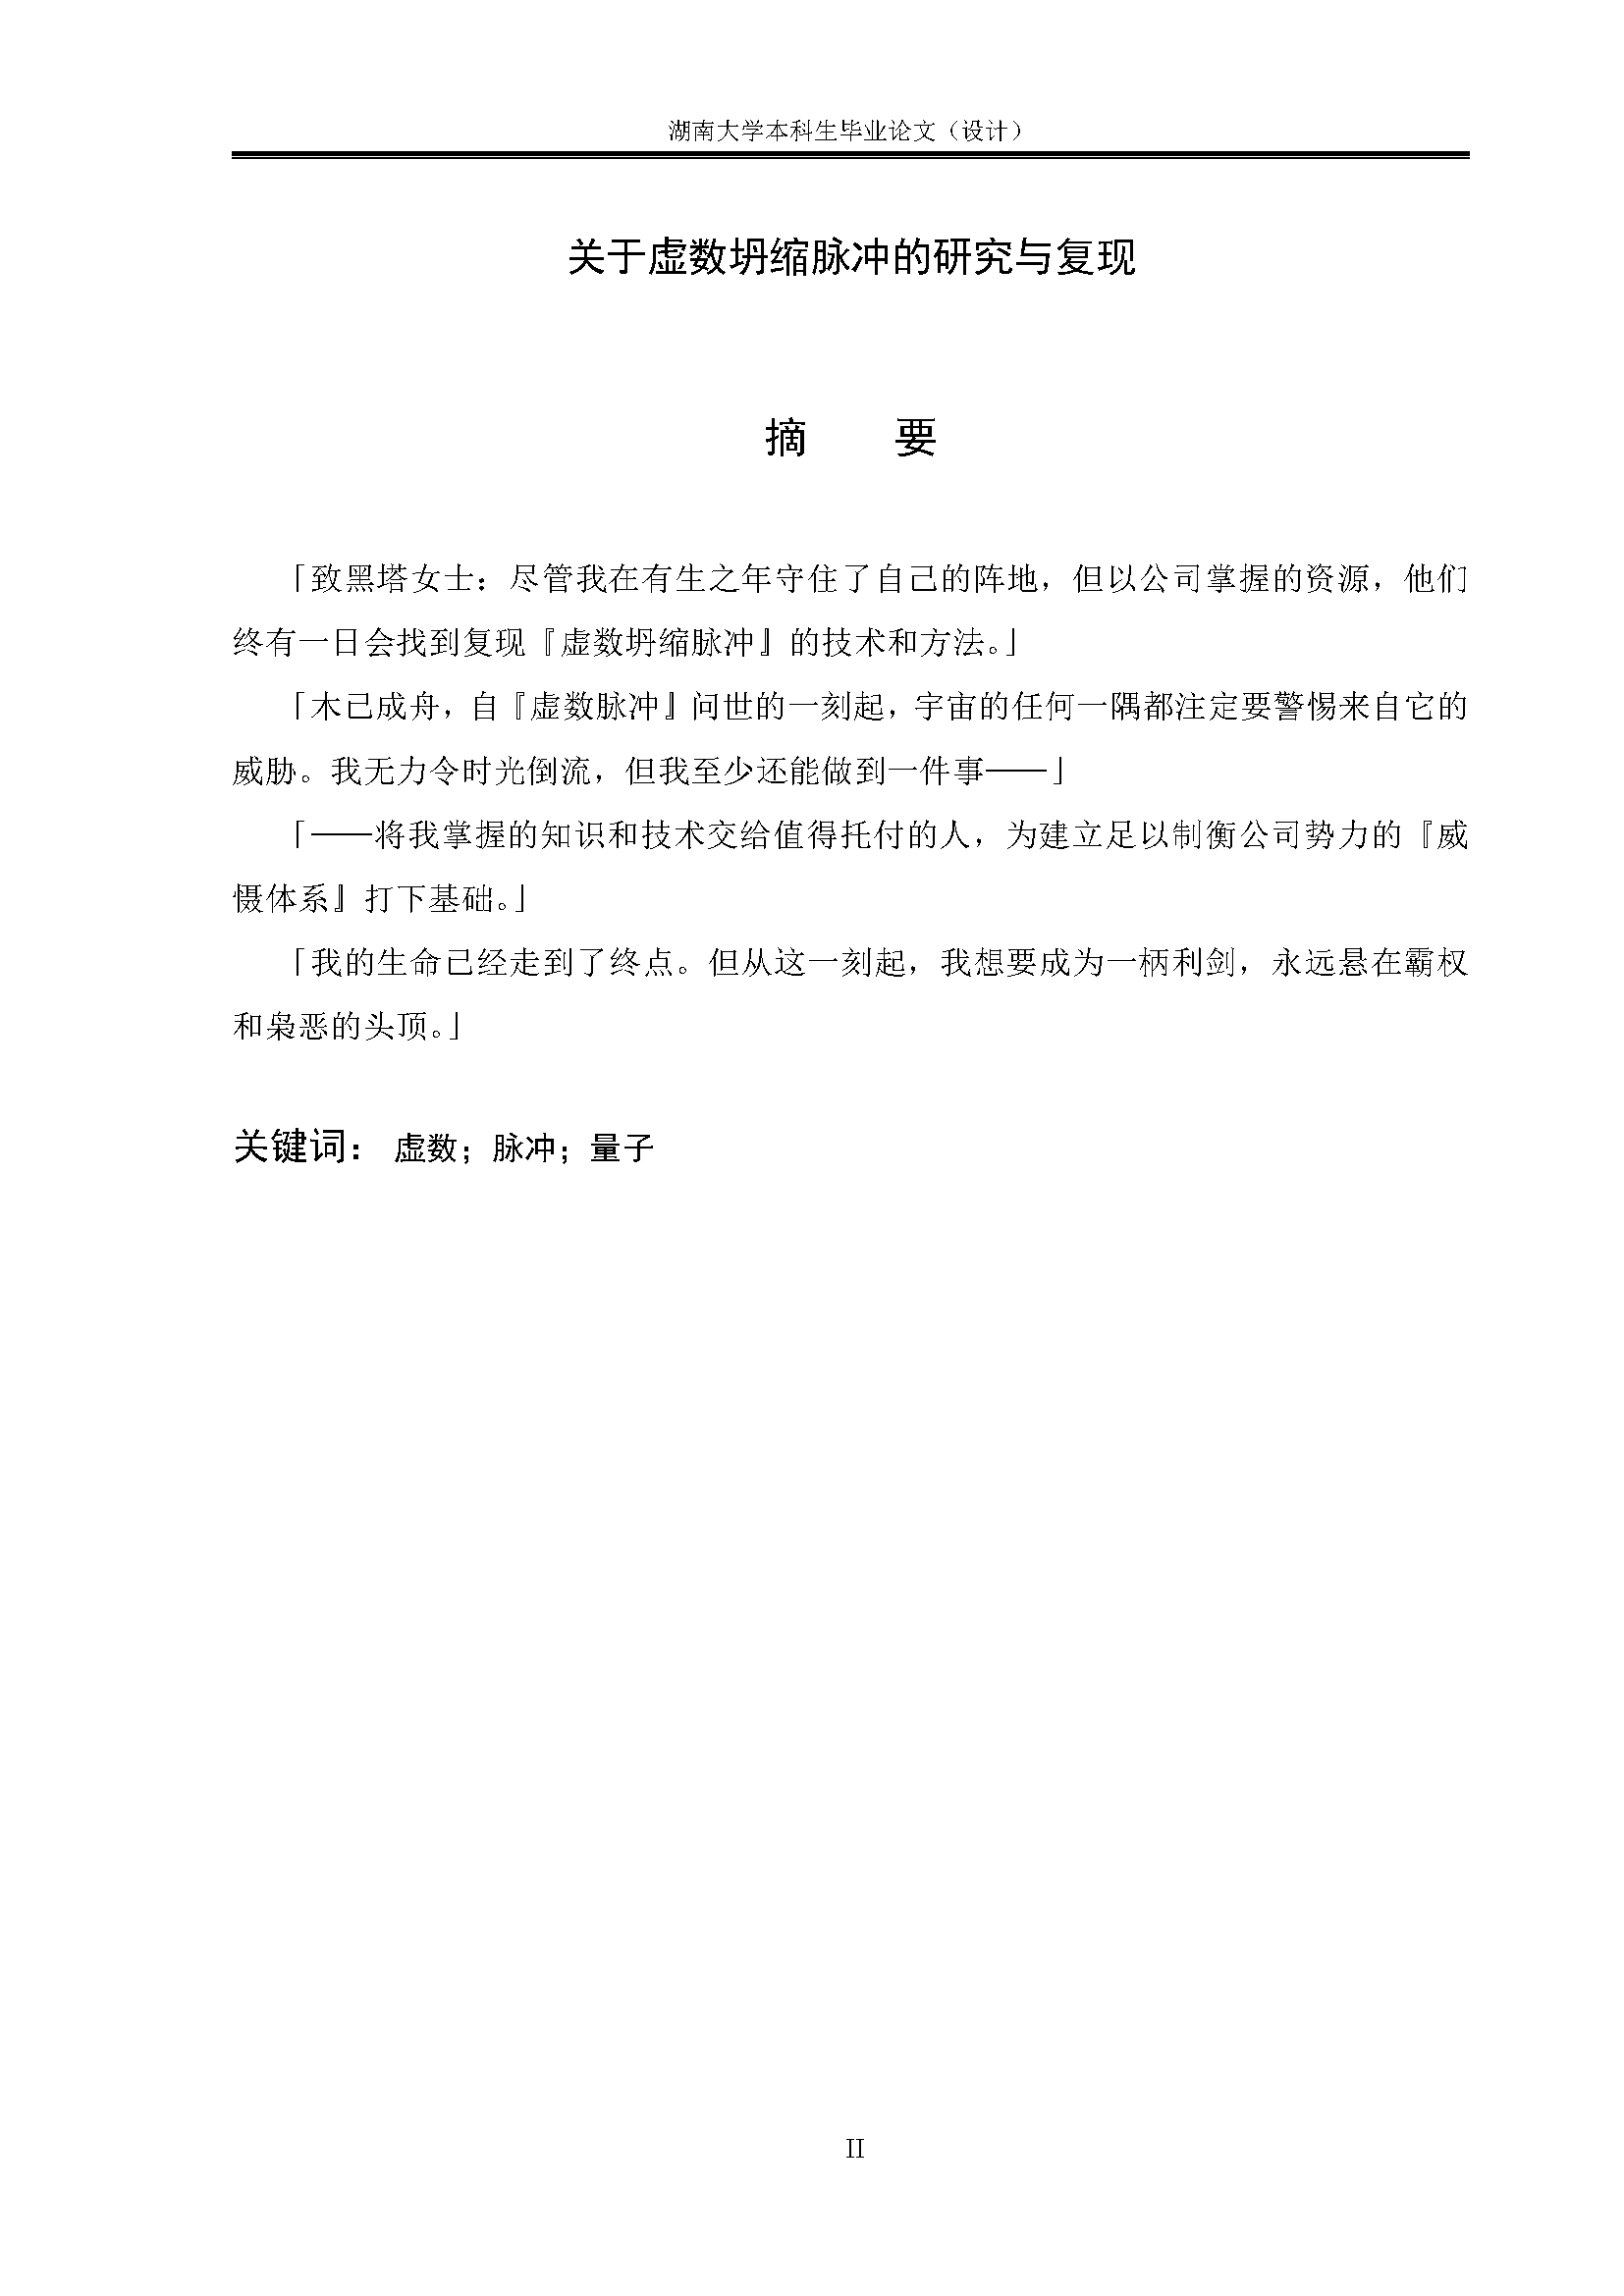 湖南大学本科生毕业论文（设计）
关于虚数坍缩脉冲的研究与复现
摘　　要
「致黑塔女士：尽管我在有生之年守住了自己的阵地，但以公司掌握的资源，他们
终有一日会找到复现『虚数坍缩脉冲』的技术和方法。」
「木已成舟，自『虚数脉冲』问世的一刻起，宇宙的任何一隅都注定要警惕来自它的
威胁。我无力令时光倒流，但我至少还能做到一件事——」
「——将我掌握的知识和技术交给值得托付的人，为建立足以制衡公司势力的『威
慑体系』打下基础。」
「我的生命已经走到了终点。但从这一刻起，我想要成为一柄利剑，永远悬在霸权
和枭恶的头顶。」
关键词： 虚数；脉冲；量子
II